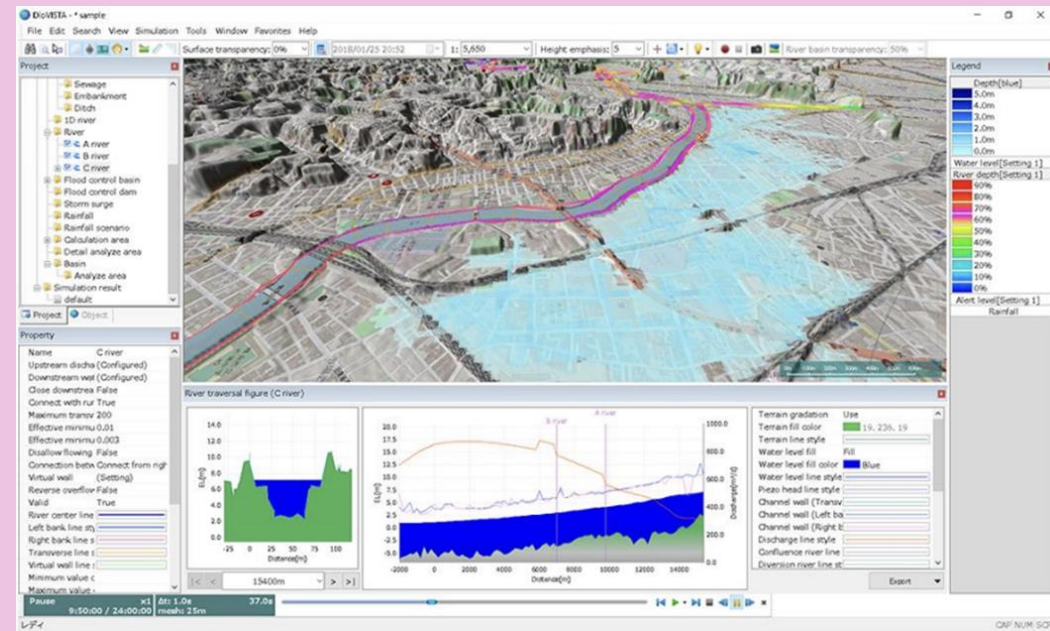 DioVISTA - * sample
File Edit Search View Simulation Tools Window Favorites Help
Surface transparency: 0% 2018/01/25 20:52 1: 5,650 Height emphasis: 5 River basin transparency: 50%
Project
Sewage
Embankment
Ditch
1D river
River
A river
B river
C river
Flood control basin
Flood control dam
Storm surge
Rainfall
Rainfall scenario
Calculation area
Detail analyze area
Basin
Analyze area
Simulation result
default
Project Object
Property
Name C river
Upstream discha (Configured)
Downstream wat (Configured)
Close downstrea False
Connect with rur True
Maximum transv 200
Effective minimu 0.01
Effective minimu 0.003
Disallow flowing False
Connection betw Connect from righ
Virtual wall (Setting)
Reverse overflow False
Valid True
River center line
Left bank line sty
Right bank line s
Transverse line s
Virtual wall line :
Minimum value c
Maximum value
Legend
Depth[blue]
5.0m
4.0m
3.0m
2.0m
1.0m
0.0m
Water level[Setting 1]
River depth[Setting 1]
90%
80%
70%
60%
50%
40%
30%
20%
10%
0%
Alert level[Setting 1]
Rainfall
River traversal figure (C river)
14.0
12.0
10.0
8.0
6.0
4.0
2.0
0.0
EL[m]
-25 0 25 50 75 100
Distance[m]
15400m
B river A river
20.0
17.5
15.0
12.5
10.0
7.5
5.0
2.5
0.0
-2.5
-5.0
EL[m]
1000.0
800.0
600.0
400.0
200.0
0.0
Discharge[m³/s]
-2000 0 2000 4000 6000 8000 10000 12000 14000
Distance[m]
Terrain gradation Use
Terrain fill color 19, 230, 19
Terrain line style
Water level fill Fill
Water level fill color Blue
Water level line style
Piezo head line style
Channel wall (Transv
Channel wall (Left ba
Channel wall (Right b
Discharge line style
Confluence river line
Diversion river line st
Export
Pause x1 Δt: 1.0s 37.0s
9:50:00 / 24:00:00 mesh: 25m
レディ
CAP NUM SCR